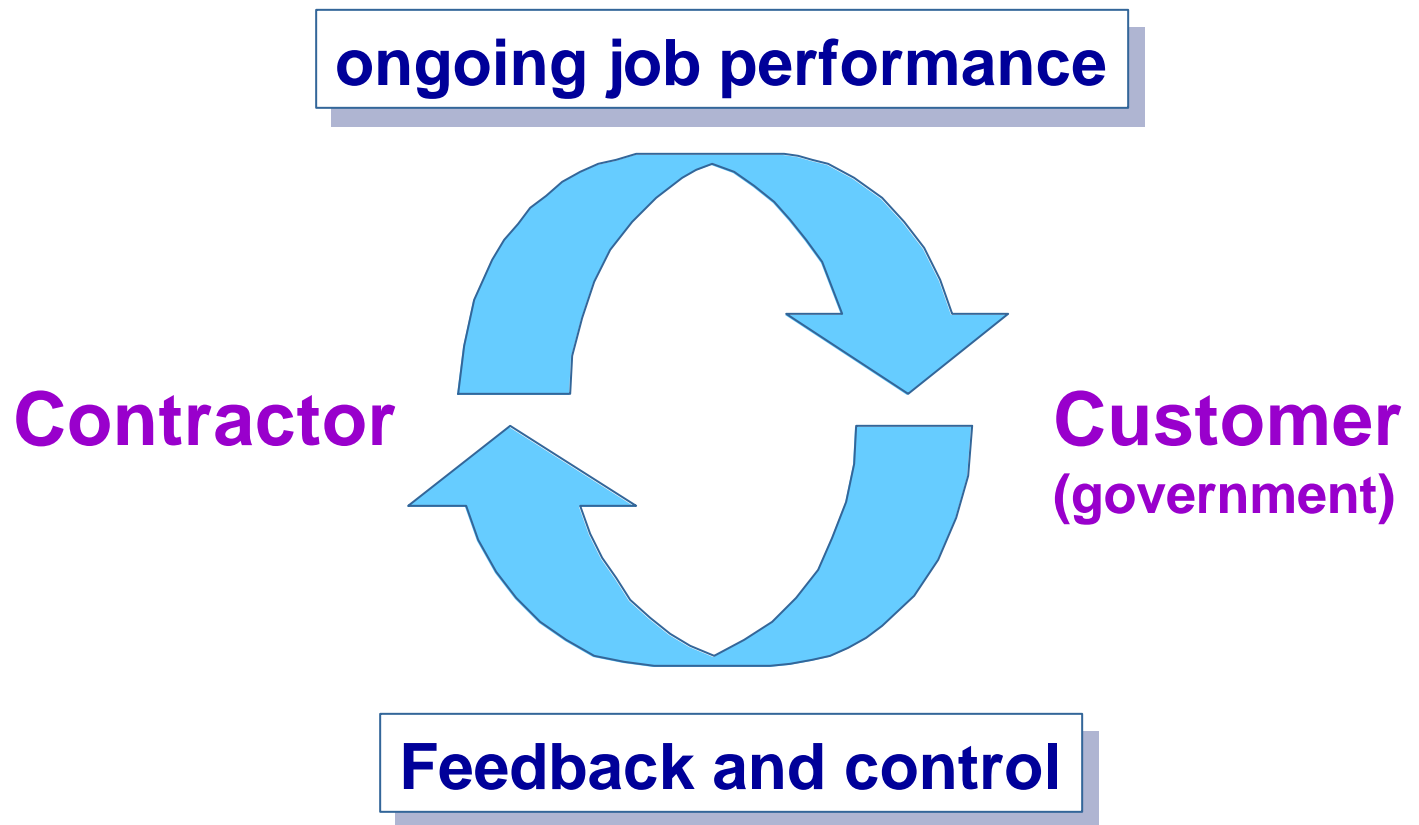 ongoing job performance
Contractor
Customer
(government)
Feedback and control